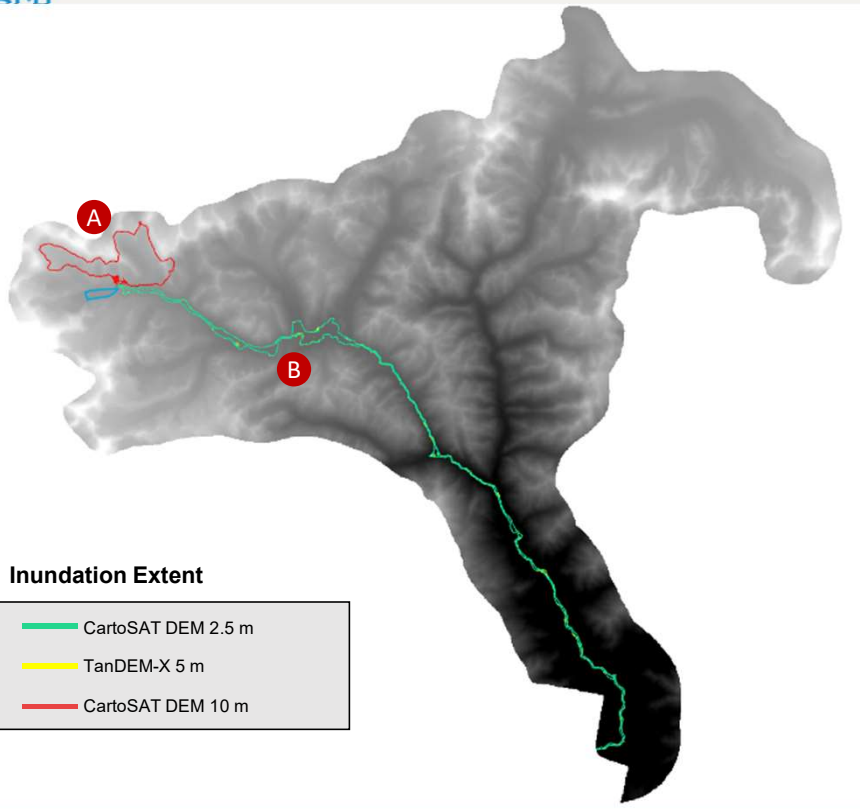 A
B
Inundation Extent
CartoSAT DEM 2.5 m
TanDEM-X 5 m
CartoSAT DEM 10 m